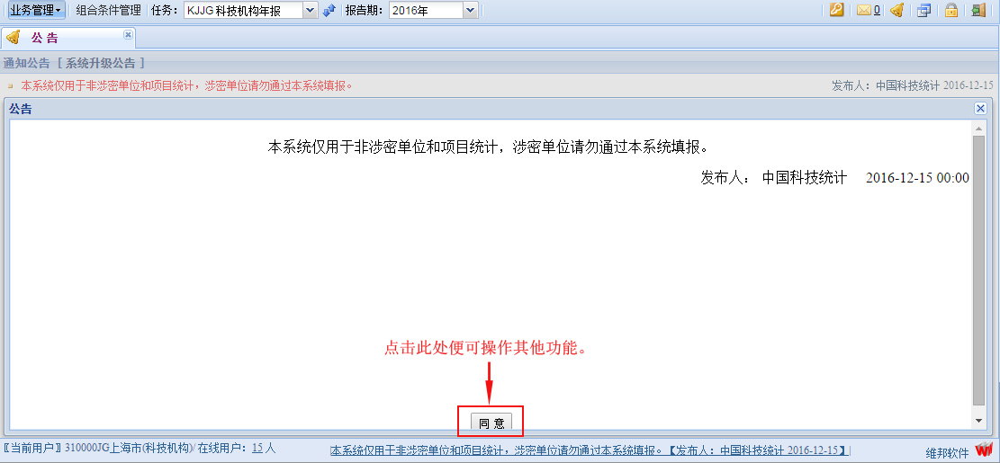 业务管理 组合条件管理 任务： KJJG 科技机构年报 报告期： 2016年 0
公 告
通知公告 [ 系统升级公告 ]
本系统仅用于非涉密单位和项目统计，涉密单位请勿通过本系统填报。 发布人：中国科技统计 2016-12-15
公告
本系统仅用于非涉密单位和项目统计，涉密单位请勿通过本系统填报。
发布人： 中国科技统计 2016-12-15 00:00
点击此处便可操作其他功能。
同 意
〖当前用户〗310000JG上海市(科技机构)/ 在线用户：15 人 本系统仅用于非涉密单位和项目统计，涉密单位请勿通过本系统填报。【发布人：中国科技统计 2016-12-15】 维邦软件